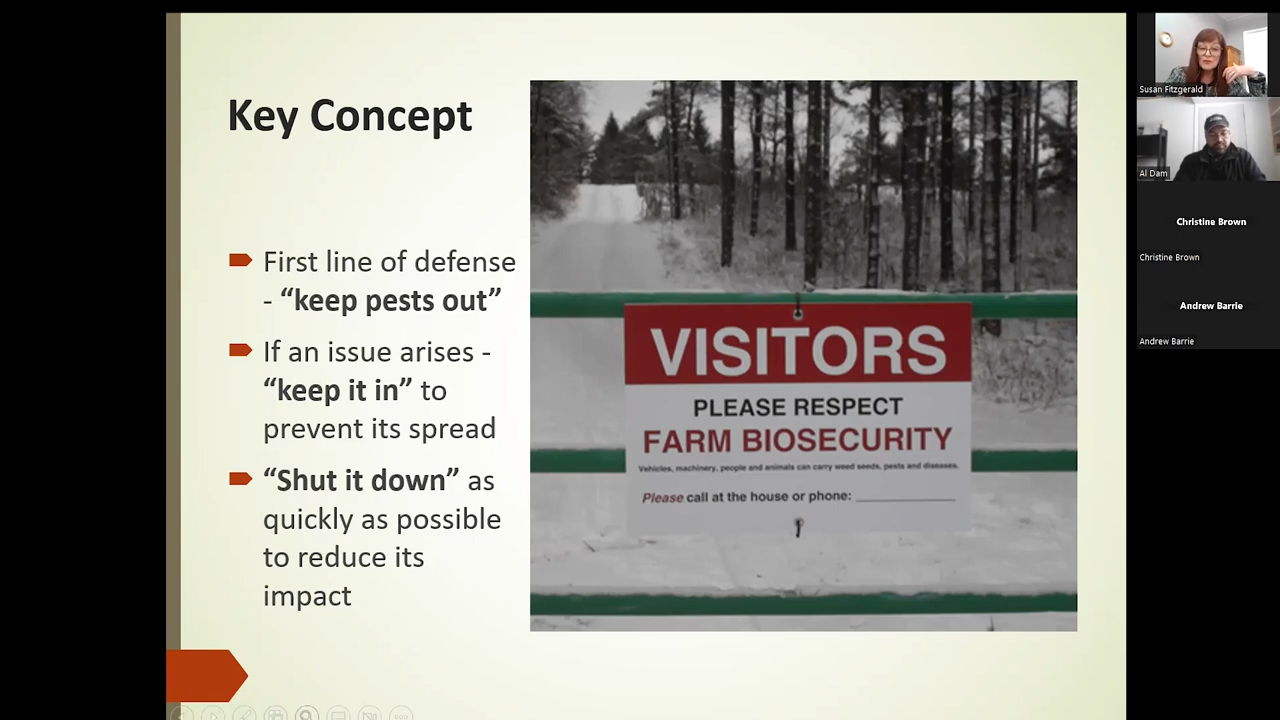 Key Concept
First line of defense
- “keep pests out”
If an issue arises -
“keep it in” to
prevent its spread
“Shut it down” as
quickly as possible
to reduce its
impact
VISITORS
PLEASE RESPECT
FARM BIOSECURITY
Vehicles, machinery, people and animals can carry weed seeds, pests and diseases.
Please call at the house or phone: ____________
Susan Fitzgerald
Al Dam
Christine Brown
Christine Brown
Andrew Barrie
Andrew Barrie